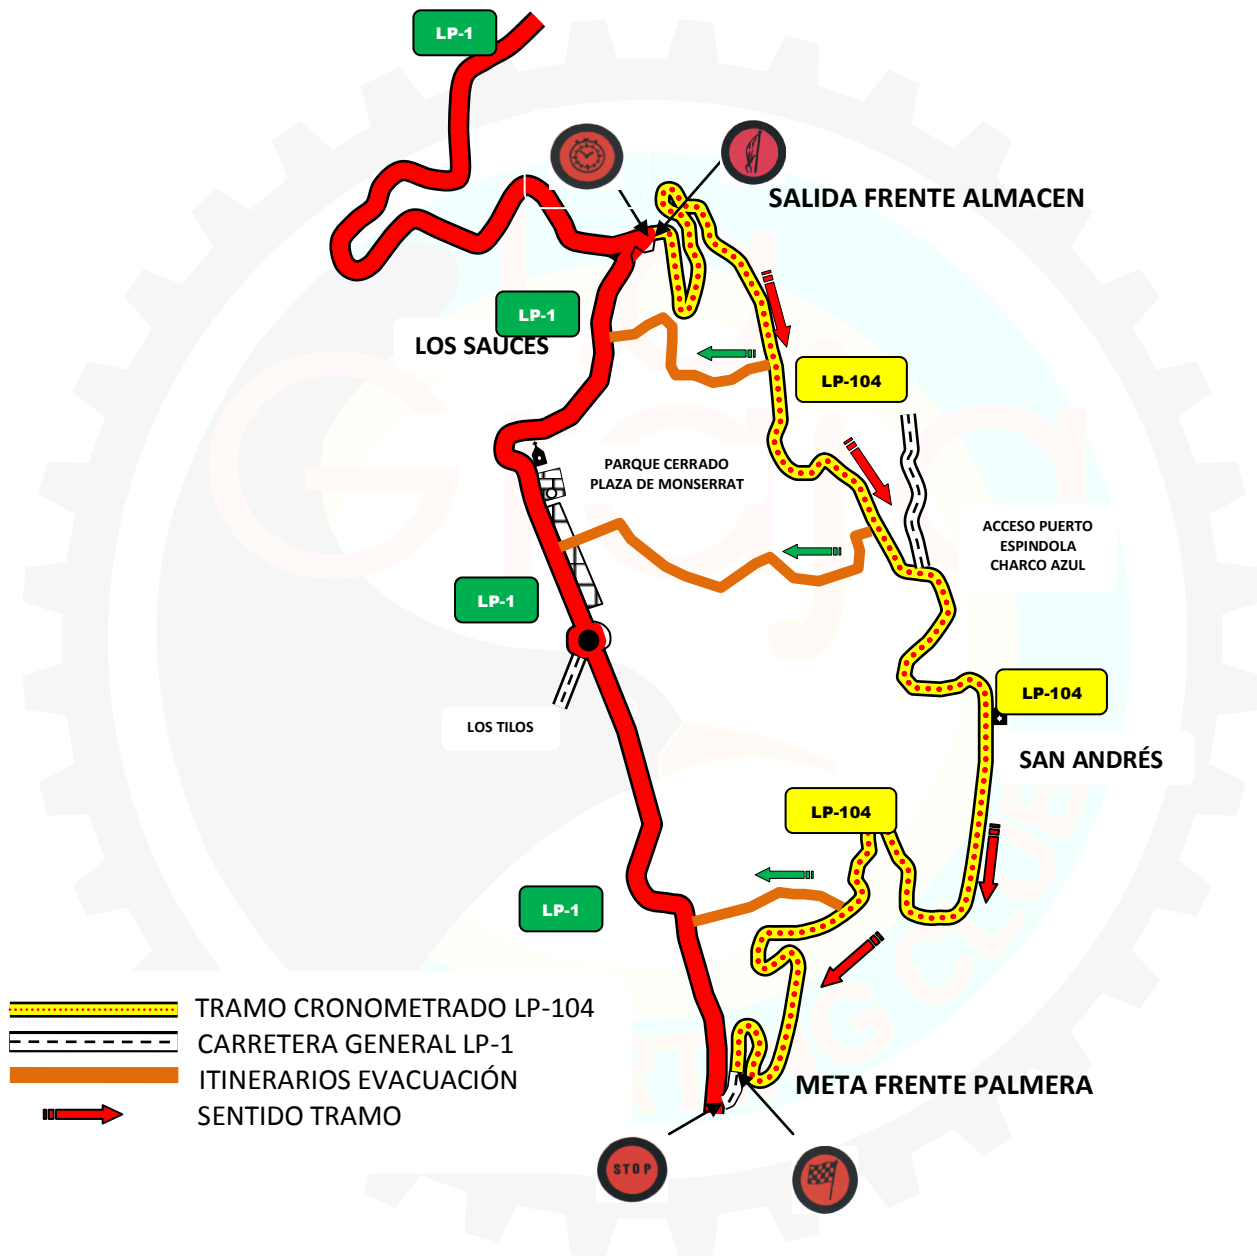 LP-1
SALIDA FRENTE ALMACEN
LP-1
LOS SAUCES
LP-104
PARQUE CERRADO
PLAZA DE MONSERRAT
ACCESO PUERTO
ESPINDOLA
CHARCO AZUL
LP-1
LP-104
LOS TILOS
SAN ANDRÉS
LP-104
LP-1
TRAMO CRONOMETRADO LP-104
CARRETERA GENERAL LP-1
ITINERARIOS EVACUACIÓN
SENTIDO TRAMO
META FRENTE PALMERA
STOP